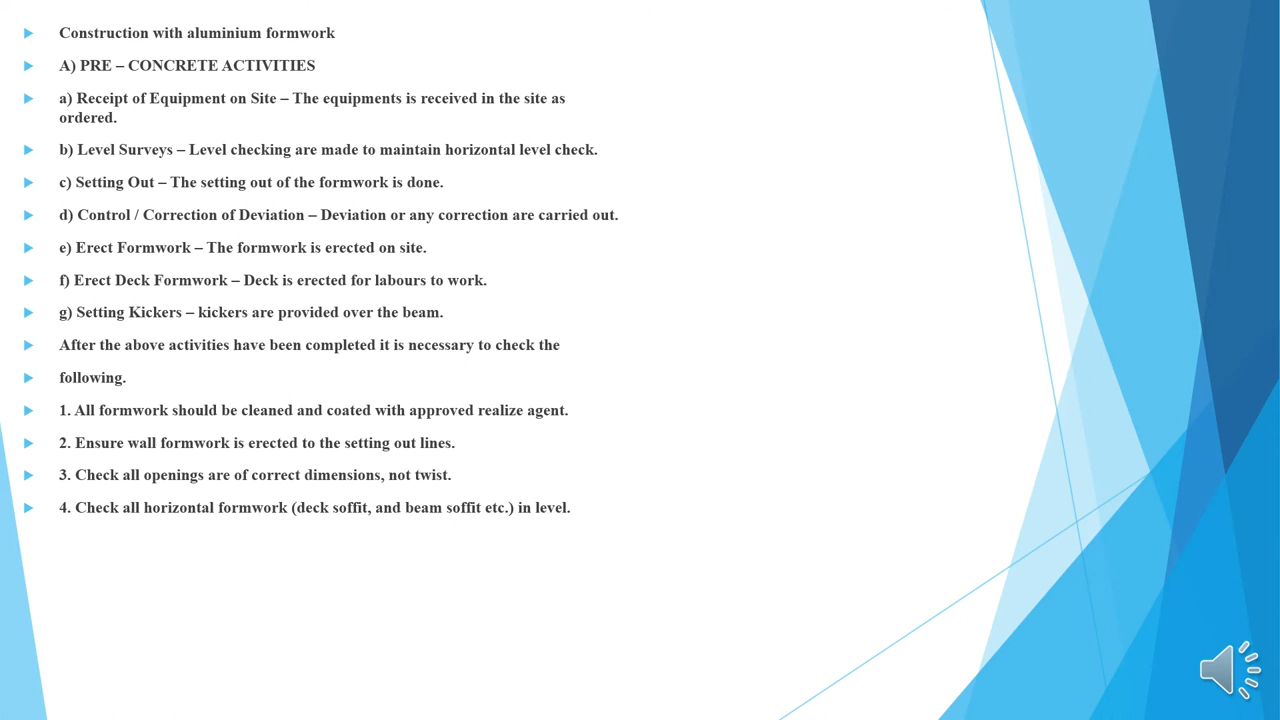 Construction with aluminium formwork
A) PRE – CONCRETE ACTIVITIES
a) Receipt of Equipment on Site – The equipments is received in the site as
ordered.
b) Level Surveys – Level checking are made to maintain horizontal level check.
c) Setting Out – The setting out of the formwork is done.
d) Control / Correction of Deviation – Deviation or any correction are carried out.
e) Erect Formwork – The formwork is erected on site.
f) Erect Deck Formwork – Deck is erected for labours to work.
g) Setting Kickers – kickers are provided over the beam.
After the above activities have been completed it is necessary to check the
following.
1. All formwork should be cleaned and coated with approved realize agent.
2. Ensure wall formwork is erected to the setting out lines.
3. Check all openings are of correct dimensions, not twist.
4. Check all horizontal formwork (deck soffit, and beam soffit etc.) in level.